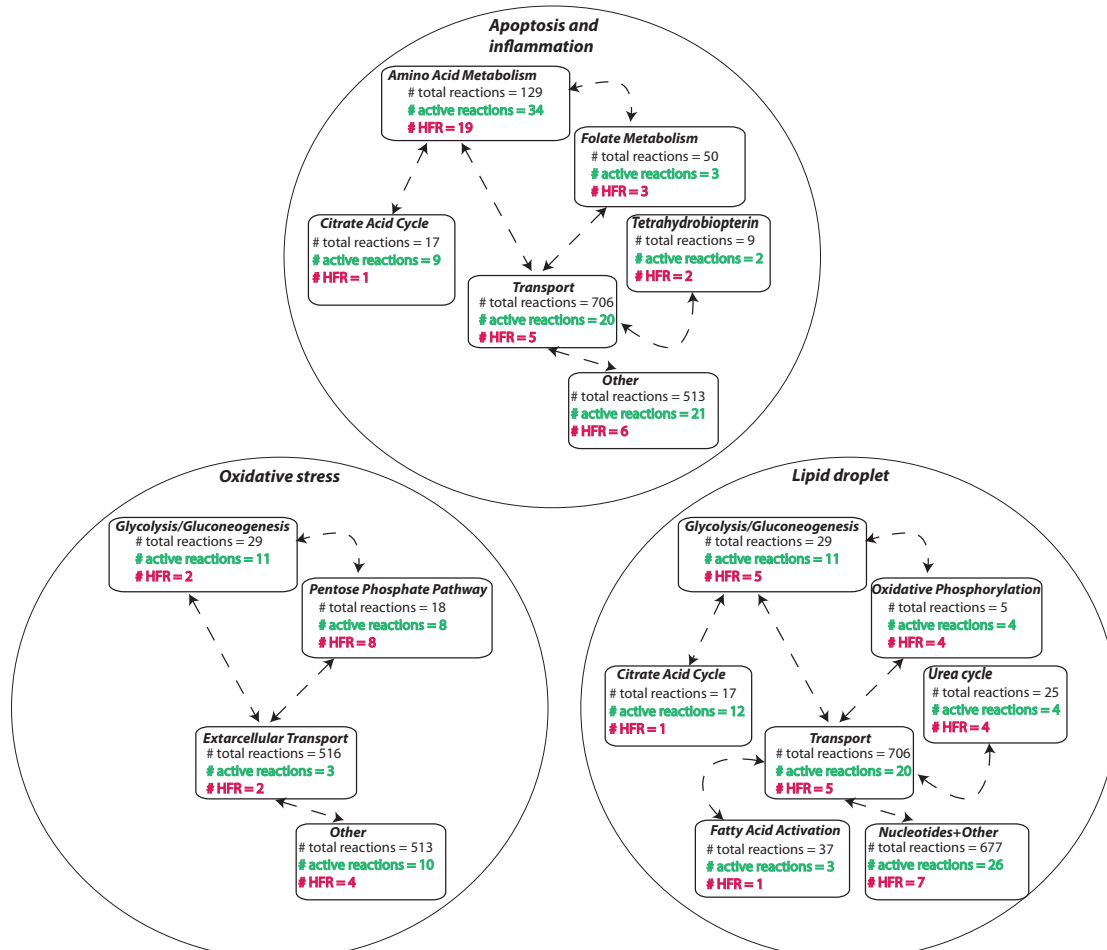 Apoptosis and
inflammation
Amino Acid Metabolism
# total reactions = 129
# active reactions = 34
# HFR = 19
Folate Metabolism
# total reactions = 50
# active reactions = 3
# HFR = 3
Citrate Acid Cycle
# total reactions = 17
# active reactions = 9
# HFR = 1
Tetrahydrobiopterin
# total reactions = 9
# active reactions = 2
# HFR = 2
Transport
# total reactions = 706
# active reactions = 20
# HFR = 5
Other
# total reactions = 513
# active reactions = 21
# HFR = 6
Oxidative stress
Glycolysis/Gluconeogenesis
# total reactions = 29
# active reactions = 11
# HFR = 2
Pentose Phosphate Pathway
# total reactions = 18
# active reactions = 8
# HFR = 8
Extarcellular Transport
# total reactions = 516
# active reactions = 3
# HFR = 2
Other
# total reactions = 513
# active reactions = 10
# HFR = 4
Lipid droplet
Glycolysis/Gluconeogenesis
# total reactions = 29
# active reactions = 11
# HFR = 5
Oxidative Phosphorylation
# total reactions = 5
# active reactions = 4
# HFR = 4
Citrate Acid Cycle
# total reactions = 17
# active reactions = 12
# HFR = 1
Urea cycle
# total reactions = 25
# active reactions = 4
# HFR = 4
Transport
# total reactions = 706
# active reactions = 20
# HFR = 5
Fatty Acid Activation
# total reactions = 37
# active reactions = 3
# HFR = 1
Nucleotides+Other
# total reactions = 677
# active reactions = 26
# HFR = 7